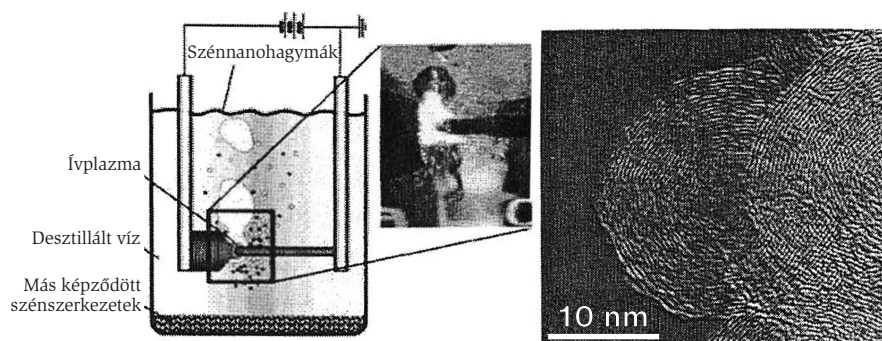 Szénnanohagymák
Ívplazma
Desztillált víz
Más képződött
szénszerkezetek
10 nm